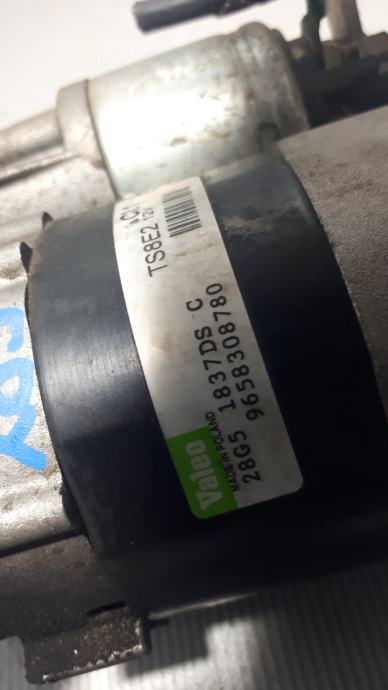 Valeo
MADE IN POLAND
28G5 1837DS C
9658308780
TS8E2
12V